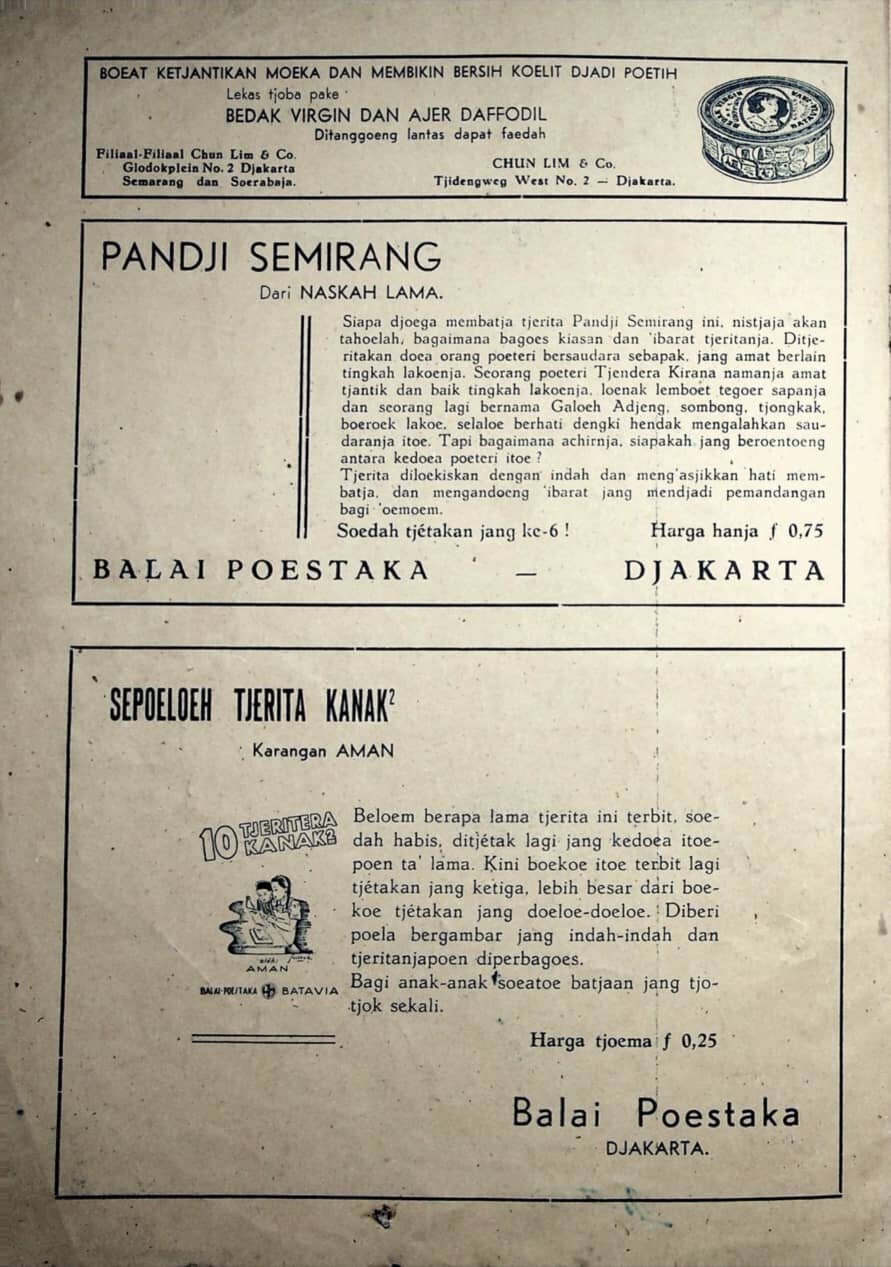 BOEAT KETJANTIKAN MOEKA DAN MEMBIKIN BERSIH KOELIT DJADI POETIH
Lekas tjoba pake
BEDAK VIRGIN DAN AJER DAFFODIL
Ditanggoeng lantas dapat faedah
Filiaal-Filiaal Chun Lim & Co.
Glodokplein No. 2 Djakarta
Semarang dan Soerabaja.
CHUN LIM & Co.
Tjidengweg West No. 2 — Djakarta.
PANDJI SEMIRANG
Dari NASKAH LAMA.
Siapa djoega membatja tjerita Pandji Semirang ini, nistjaja akan
tahoelah, bagaimana bagoes kiasan dan 'ibarat tjeritanja. Ditje-
ritakan doea orang poeteri bersaudara sebapak, jang amat berlain
tingkah lakoenja. Seorang poeteri Tjendera Kirana namanja amat
tjantik dan baik tingkah lakoenja, loenak lemboet tegoer sapanja
dan seorang lagi bernama Galoeh Adjeng, sombong, tjongkak,
boeroek lakoe, selaloe berhati dengki hendak mengalahkan sau-
daranja itoe. Tapi bagaimana achirnja, siapakah jang beroentoeng
antara kedoea poeteri itoe ?
Tjerita diloekiskan dengan indah dan meng'asjikkan hati mem-
batja, dan mengandoeng 'ibarat jang mendjadi pemandangan
bagi 'oemoem.
Soedah tjétakan jang ke-6 ! Harga hanja ƒ 0,75
BALAI POESTAKA — DJAKARTA
SEPOELOEH TJERITA KANAK²
Karangan AMAN
10 TJERITERA
KANAK2
oleh
AMAN
BALAI-POESTAKA BATAVIA
Beloem berapa lama tjerita ini terbit, soe-
dah habis, ditjétak lagi jang kedoea itoe-
poen ta' lama. Kini boekoe itoe terbit lagi
tjétakan jang ketiga, lebih besar dari boe-
koe tjétakan jang doeloe-doeloe. Diberi
poela bergambar jang indah-indah dan
tjeritanjapoen diperbagoes.
Bagi anak-anak soeatoe batjaan jang tjo-
tjok sekali.
Harga tjoema ƒ 0,25
Balai Poestaka
DJAKARTA.